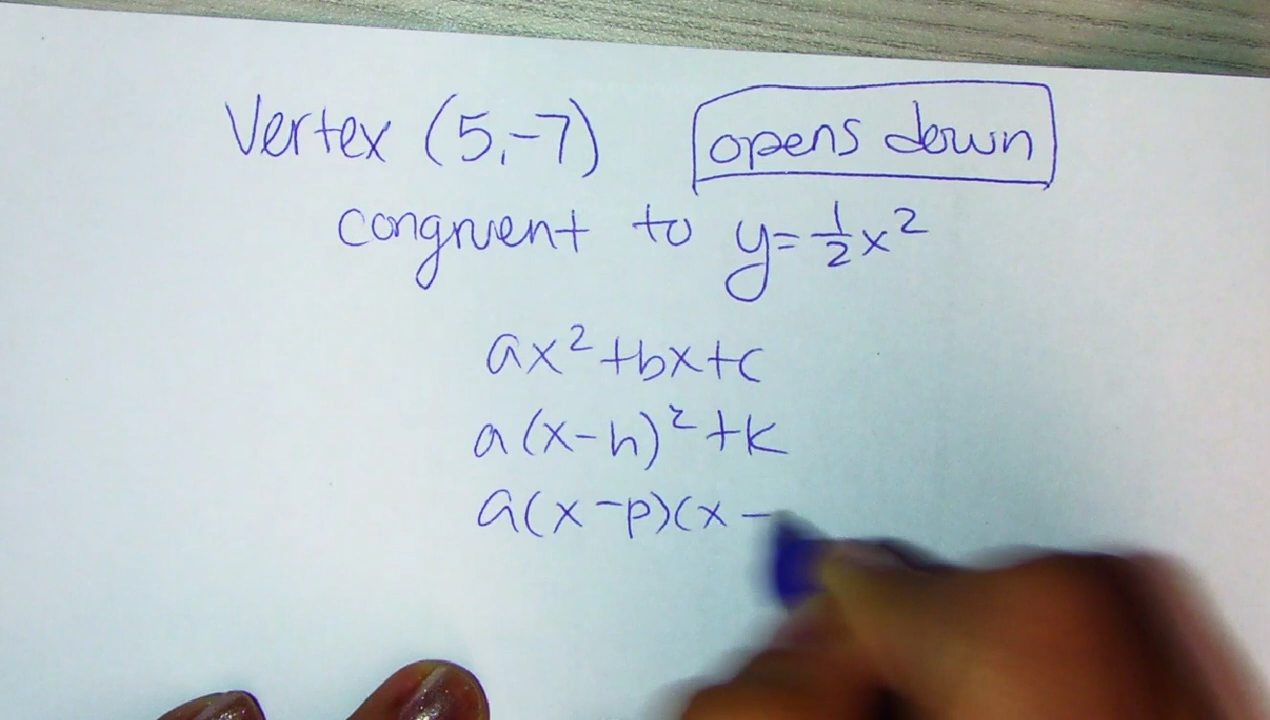 Vertex (5,-7) opens down
congruent to y=½x²
ax²+bx+c
a(x-h)²+k
a(x-p)(x-